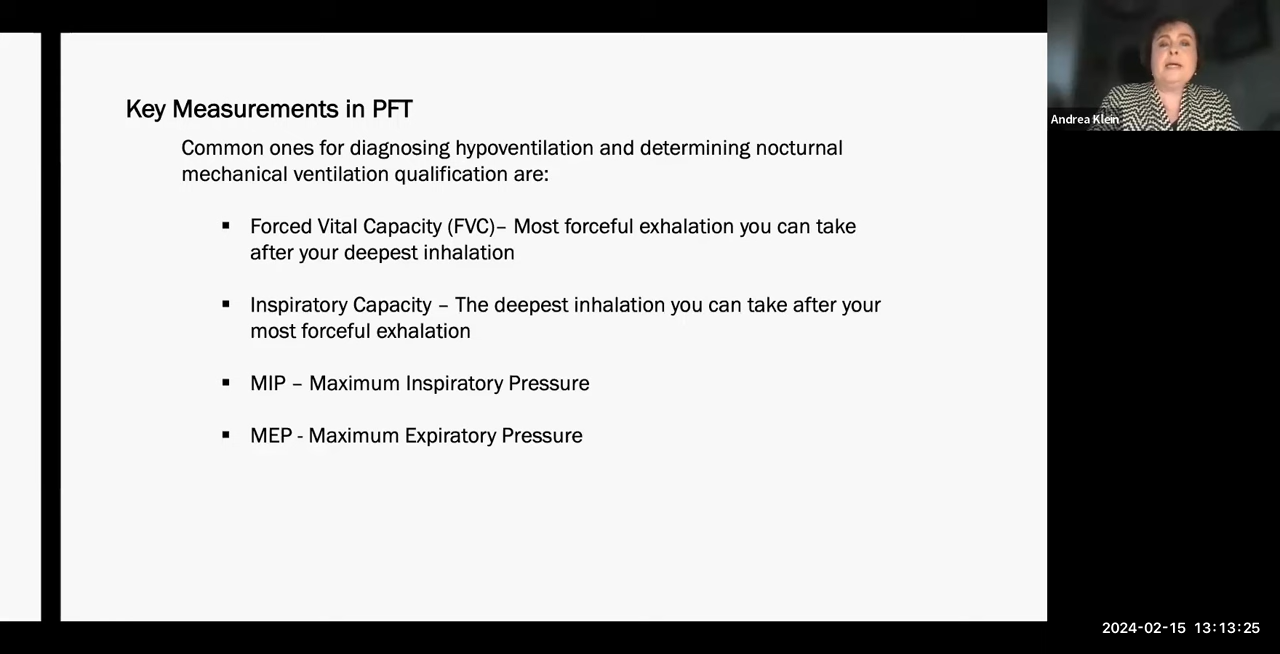 Key Measurements in PFT
Common ones for diagnosing hypoventilation and determining nocturnal
mechanical ventilation qualification are:
▪ Forced Vital Capacity (FVC)– Most forceful exhalation you can take
after your deepest inhalation
▪ Inspiratory Capacity – The deepest inhalation you can take after your
most forceful exhalation
▪ MIP – Maximum Inspiratory Pressure
▪ MEP - Maximum Expiratory Pressure
Andrea Klein
2024-02-15 13:13:25